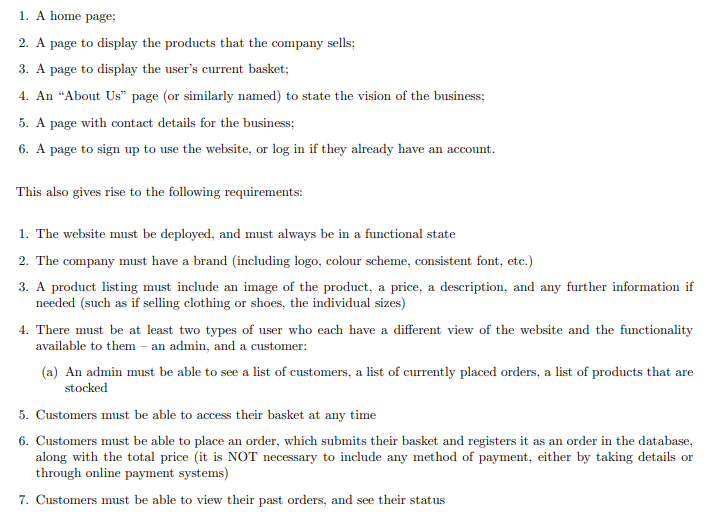 1. A home page;
2. A page to display the products that the company sells;
3. A page to display the user's current basket;
4. An “About Us” page (or similarly named) to state the vision of the business;
5. A page with contact details for the business;
6. A page to sign up to use the website, or log in if they already have an account.
This also gives rise to the following requirements:
1. The website must be deployed, and must always be in a functional state
2. The company must have a brand (including logo, colour scheme, consistent font, etc.)
3. A product listing must include an image of the product, a price, a description, and any further information if
needed (such as if selling clothing or shoes, the individual sizes)
4. There must be at least two types of user who each have a different view of the website and the functionality
available to them – an admin, and a customer:
(a) An admin must be able to see a list of customers, a list of currently placed orders, a list of products that are
stocked
5. Customers must be able to access their basket at any time
6. Customers must be able to place an order, which submits their basket and registers it as an order in the database,
along with the total price (it is NOT necessary to include any method of payment, either by taking details or
through online payment systems)
7. Customers must be able to view their past orders, and see their status